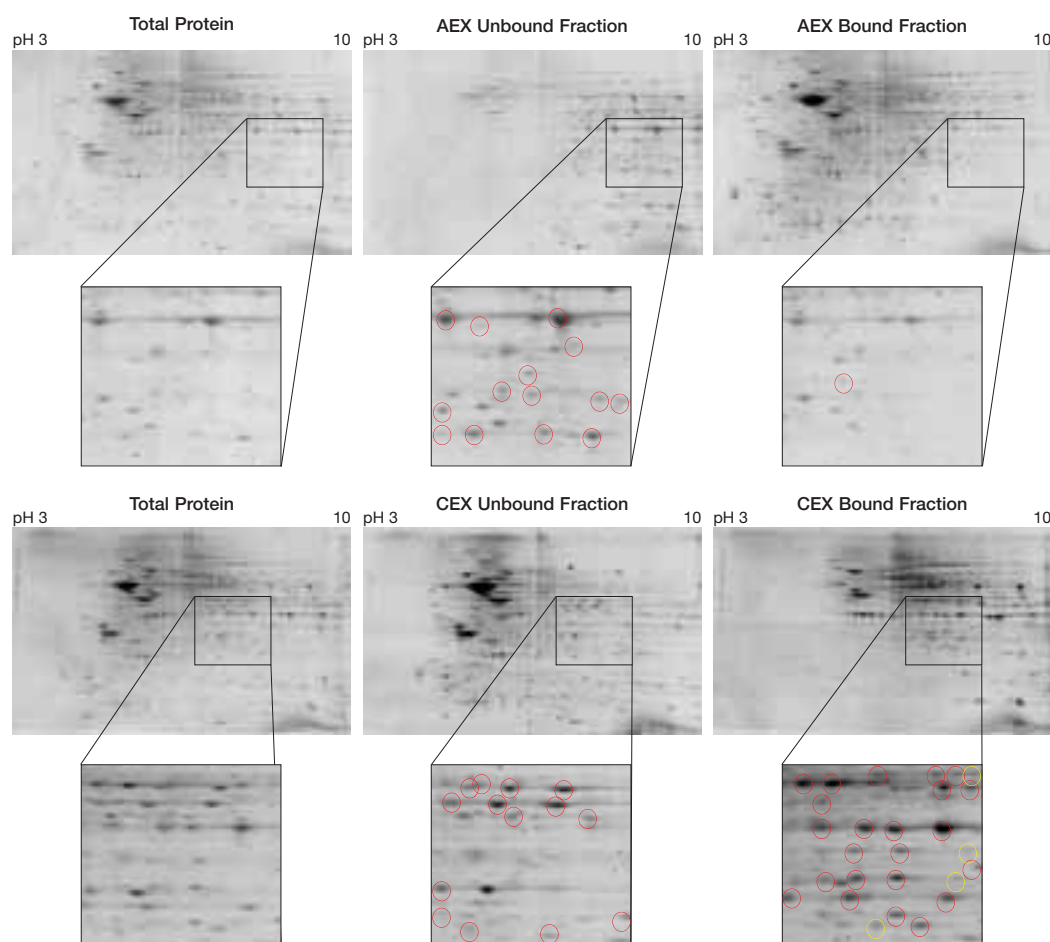 Total Protein
AEX Unbound Fraction
AEX Bound Fraction
pH 3
10
pH 3
10
pH 3
10
Total Protein
CEX Unbound Fraction
CEX Bound Fraction
pH 3
10
pH 3
10
pH 3
10